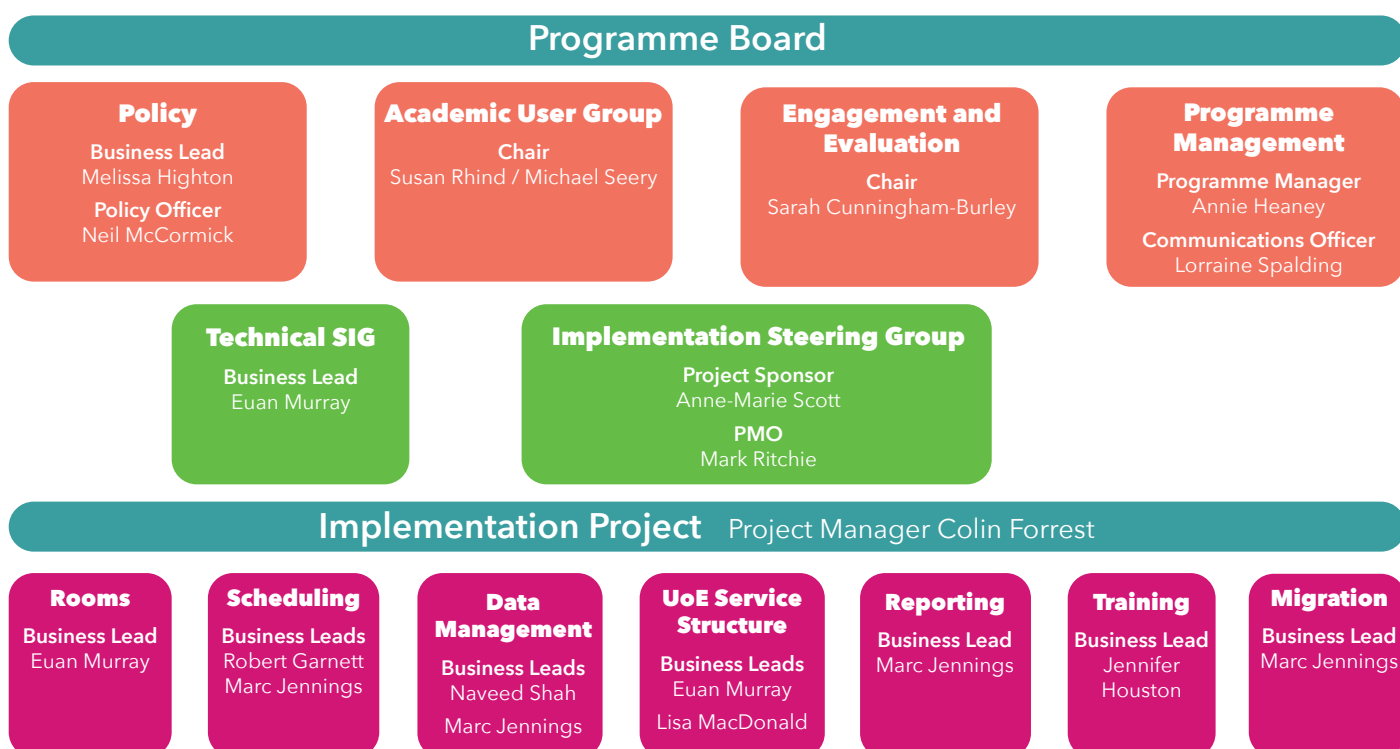 Programme Board
Policy
Business Lead
Melissa Highton
Policy Officer
Neil McCormick
Academic User Group
Chair
Susan Rhind / Michael Seery
Engagement and
Evaluation
Chair
Sarah Cunningham-Burley
Programme
Management
Programme Manager
Annie Heaney
Communications Officer
Lorraine Spalding
Technical SIG
Business Lead
Euan Murray
Implementation Steering Group
Project Sponsor
Anne-Marie Scott
PMO
Mark Ritchie
Implementation Project Project Manager Colin Forrest
Rooms
Business Lead
Euan Murray
Scheduling
Business Leads
Robert Garnett
Marc Jennings
Data
Management
Business Leads
Naveed Shah
Marc Jennings
UoE Service
Structure
Business Leads
Euan Murray
Lisa MacDonald
Reporting
Business Lead
Marc Jennings
Training
Business Lead
Jennifer
Houston
Migration
Business Lead
Marc Jennings